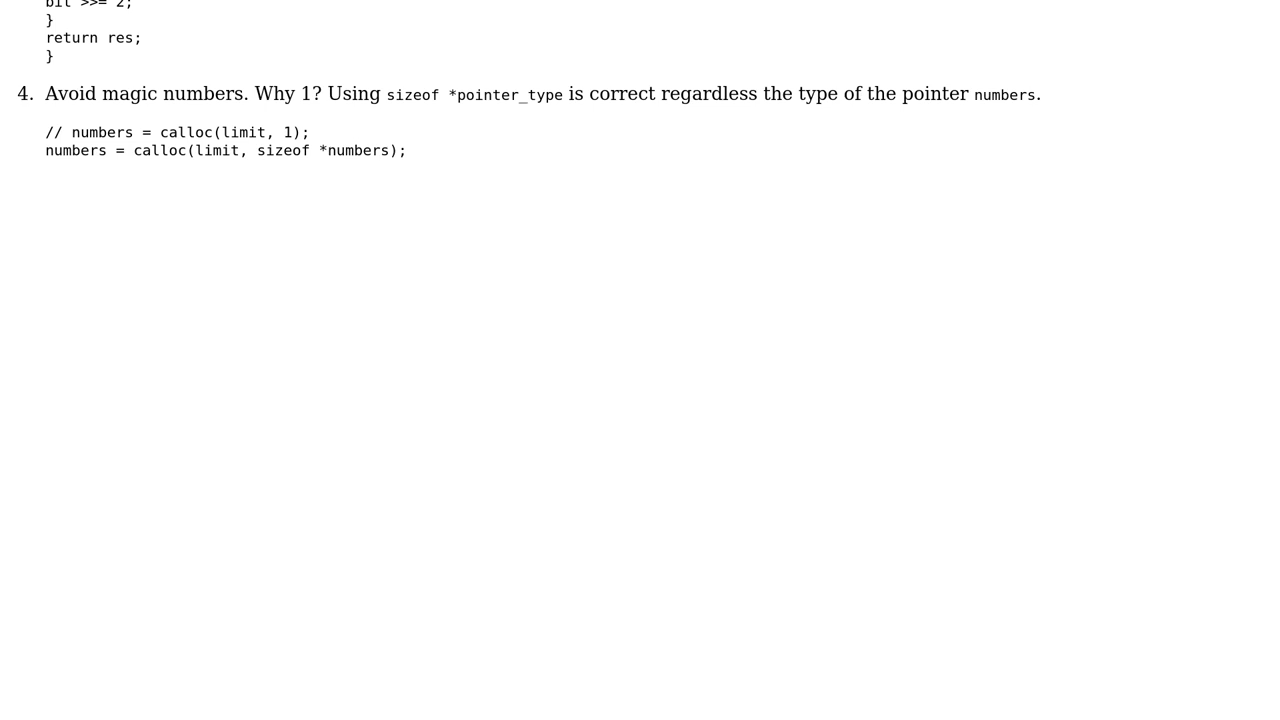 bit >>= 2;
}
return res;
}
4. Avoid magic numbers. Why 1? Using sizeof *pointer_type is correct regardless the type of the pointer numbers.
// numbers = calloc(limit, 1);
numbers = calloc(limit, sizeof *numbers);